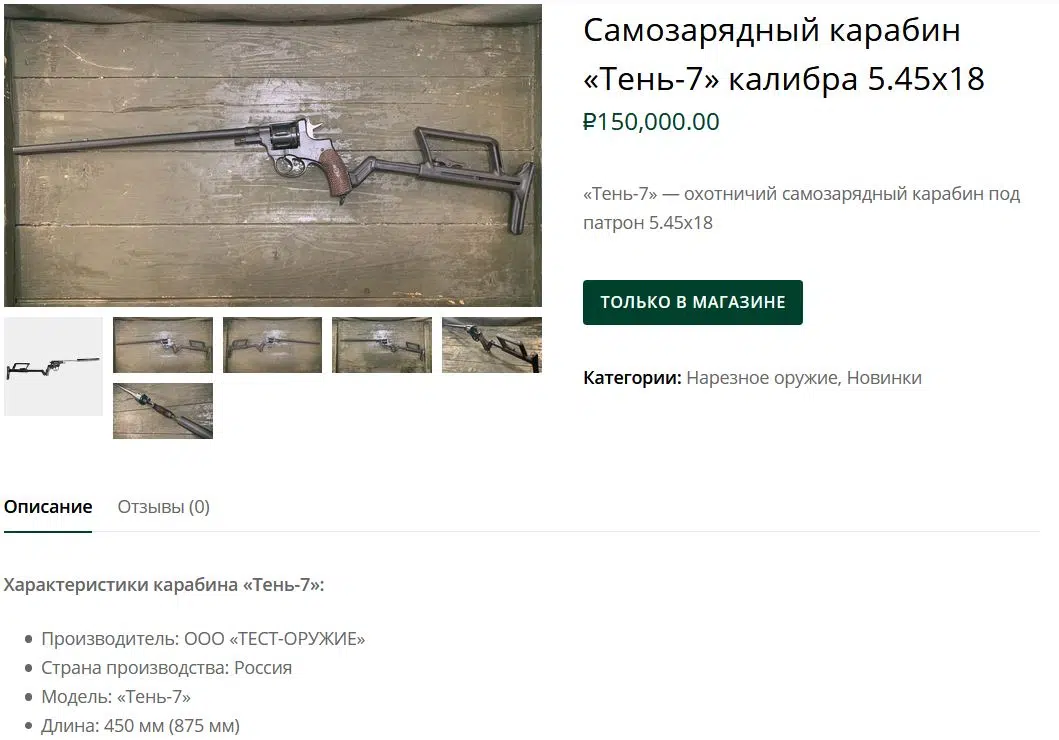 Самозарядный карабин
«Тень-7» калибра 5.45х18
₽150,000.00
«Тень-7» — охотничий самозарядный карабин под
патрон 5.45х18
ТОЛЬКО В МАГАЗИНЕ
Категории: Нарезное оружие, Новинки
Описание Отзывы (0)
Характеристики карабина «Тень-7»:
• Производитель: ООО «ТЕСТ-ОРУЖИЕ»
• Страна производства: Россия
• Модель: «Тень-7»
• Длина: 450 мм (875 мм)